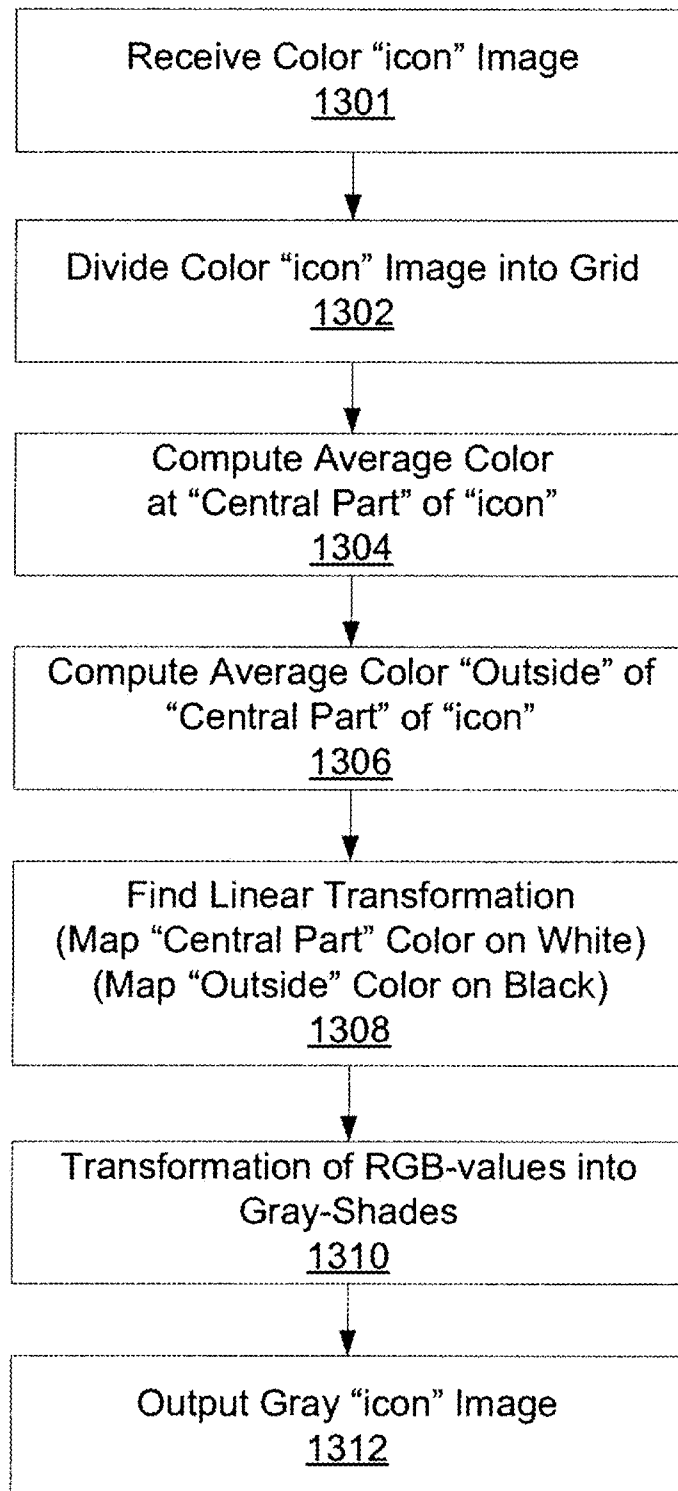 Receive Color “icon” Image
1301
Divide Color “icon” Image into Grid
1302
Compute Average Color
at “Central Part” of “icon”
1304
Compute Average Color “Outside” of
“Central Part” of “icon”
1306
Find Linear Transformation
(Map “Central Part” Color on White)
(Map “Outside” Color on Black)
1308
Transformation of RGB-values into
Gray-Shades
1310
Output Gray “icon” Image
1312